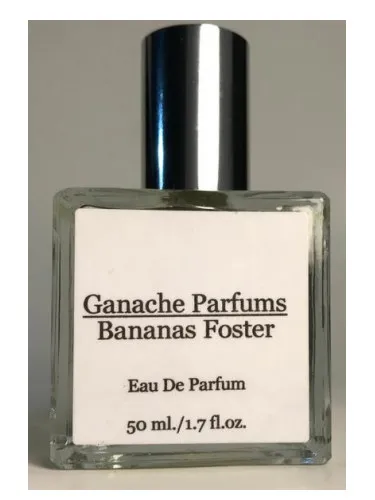 Ganache Parfums
Bananas Foster
Eau De Parfum
50 ml./1.7 fl.oz.